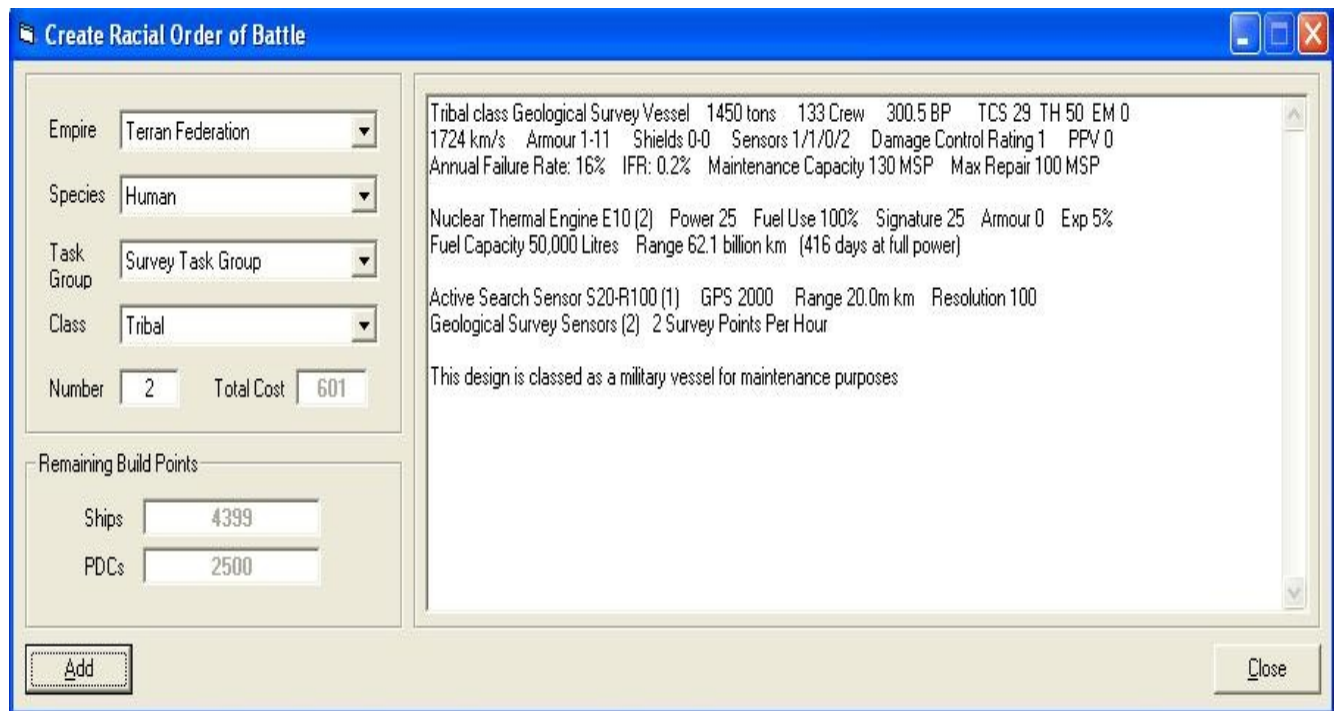 Create Racial Order of Battle
Empire Terran Federation
Species Human
Task Group Survey Task Group
Class Tribal
Number 2 Total Cost 601
Remaining Build Points
Ships 4399
PDCs 2500
Add
Tribal class Geological Survey Vessel 1450 tons 133 Crew 300.5 BP TCS 29 TH 50 EM 0
1724 km/s Armour 1-11 Shields 0-0 Sensors 1/1/0/2 Damage Control Rating 1 PPV 0
Annual Failure Rate: 16% IFR: 0.2% Maintenance Capacity 130 MSP Max Repair 100 MSP
Nuclear Thermal Engine E10 (2) Power 25 Fuel Use 100% Signature 25 Armour 0 Exp 5%
Fuel Capacity 50,000 Litres Range 62.1 billion km (416 days at full power)
Active Search Sensor S20-R100 (1) GPS 2000 Range 20.0m km Resolution 100
Geological Survey Sensors (2) 2 Survey Points Per Hour
This design is classed as a military vessel for maintenance purposes
Close